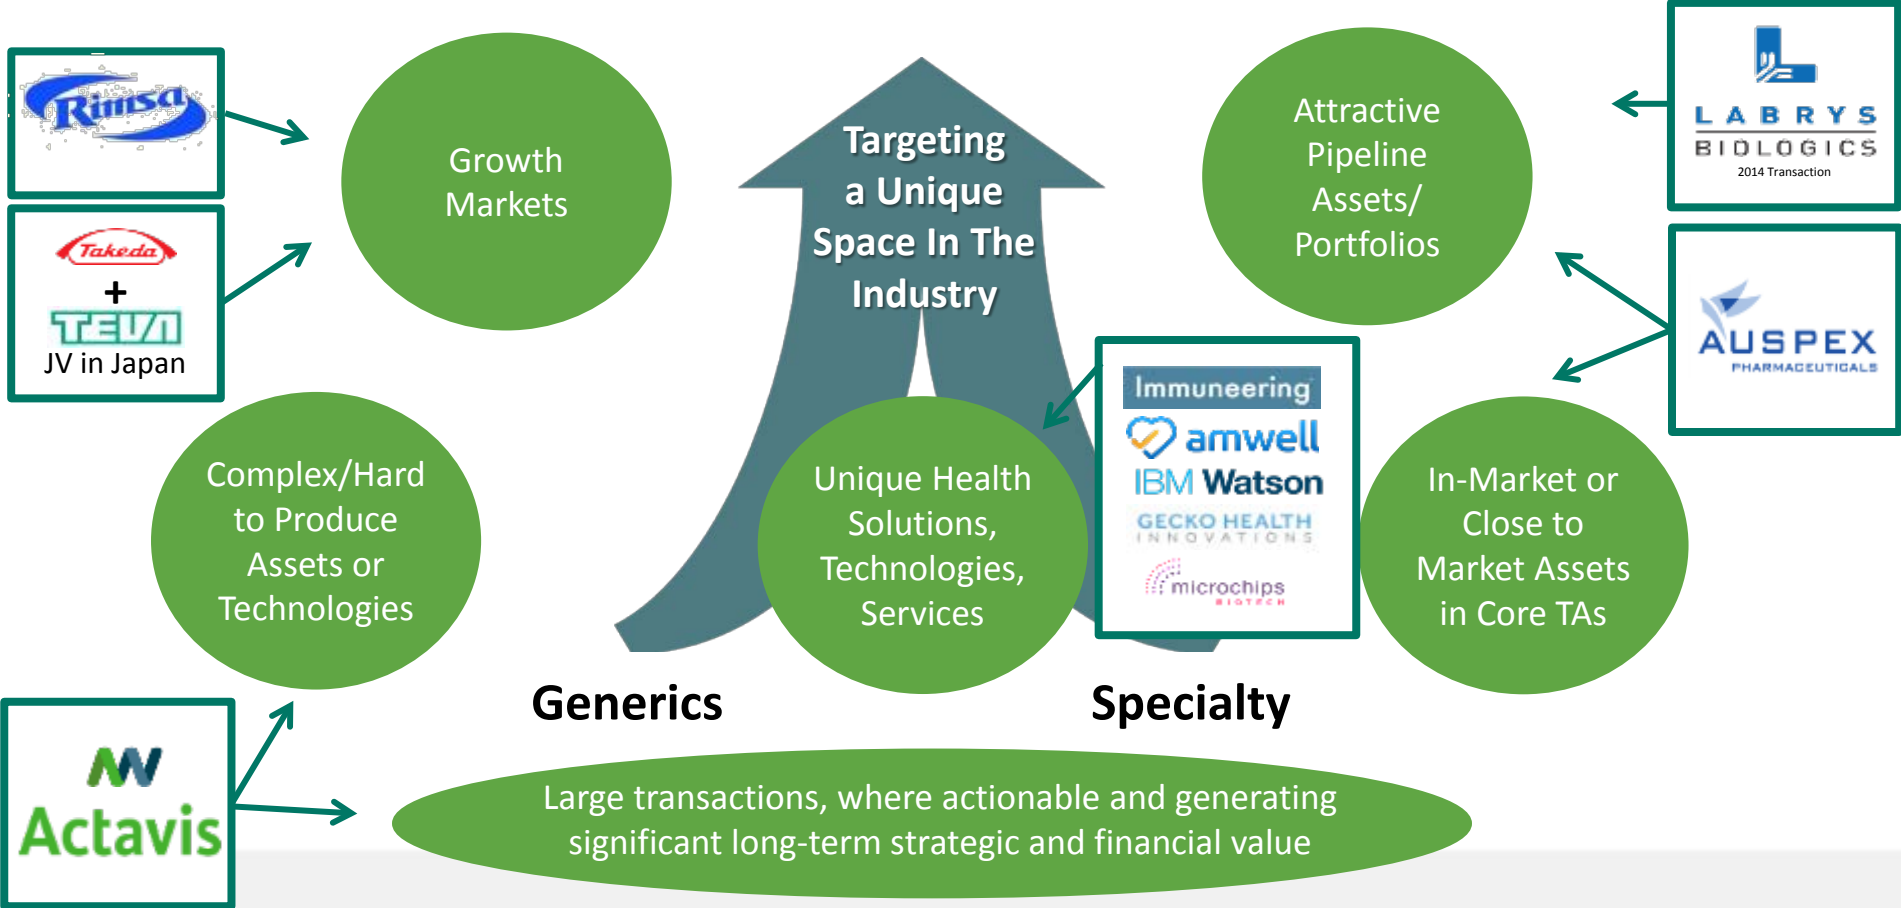 Rimsa
Takeda
+
TEVA
JV in Japan
Growth
Markets
Targeting
a Unique
Space In The
Industry
Attractive
Pipeline
Assets/
Portfolios
LABRYS
BIOLOGICS
2014 Transaction
AUSPEX
PHARMACEUTICALS
Complex/Hard
to Produce
Assets or
Technologies
Unique Health
Solutions,
Technologies,
Services
Immuneering
amwell
IBM Watson
GECKO HEALTH
INNOVATIONS
microchips
BIOTECH
In-Market or
Close to
Market Assets
in Core TAs
Generics
Specialty
Actavis
Large transactions, where actionable and generating
significant long-term strategic and financial value